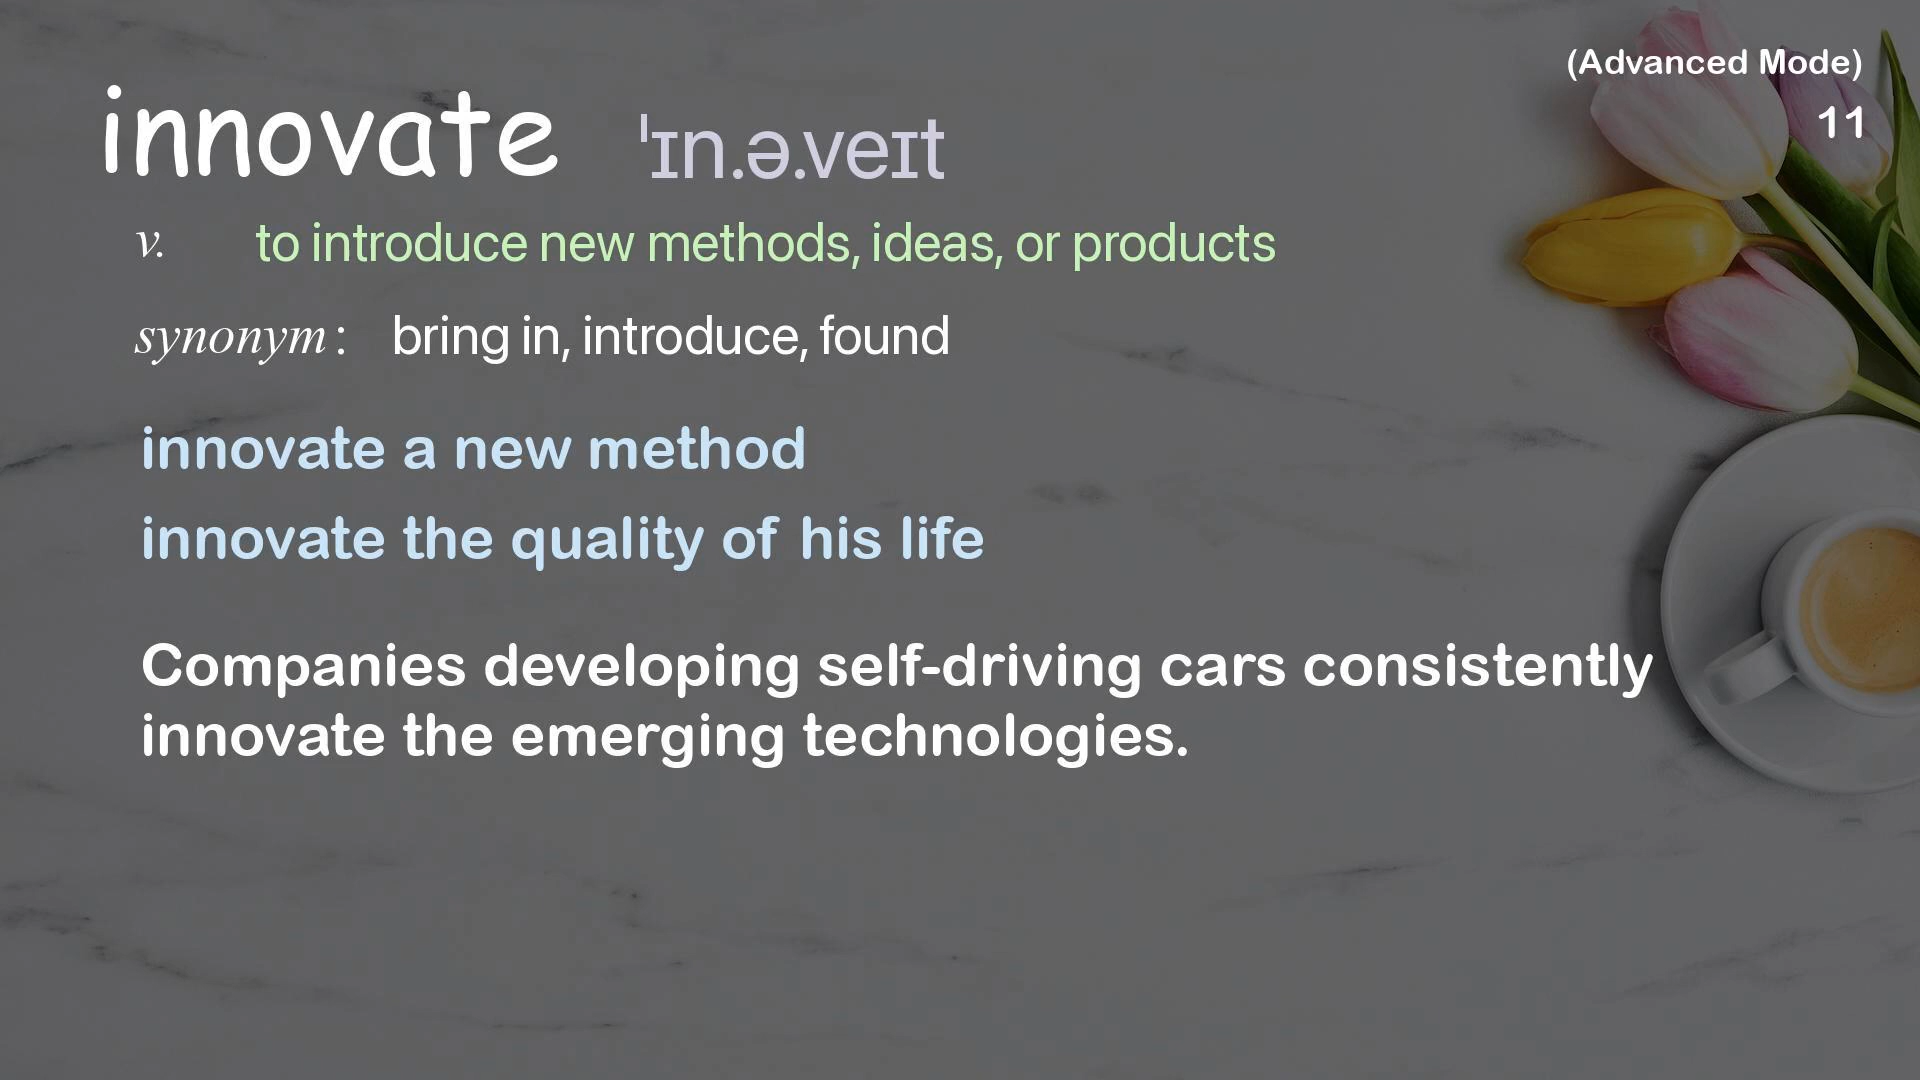 (Advanced Mode)
11
innovate ˈɪn.ə.veɪt
v. to introduce new methods, ideas, or products
synonym : bring in, introduce, found
innovate a new method
innovate the quality of his life
Companies developing self-driving cars consistently
innovate the emerging technologies.